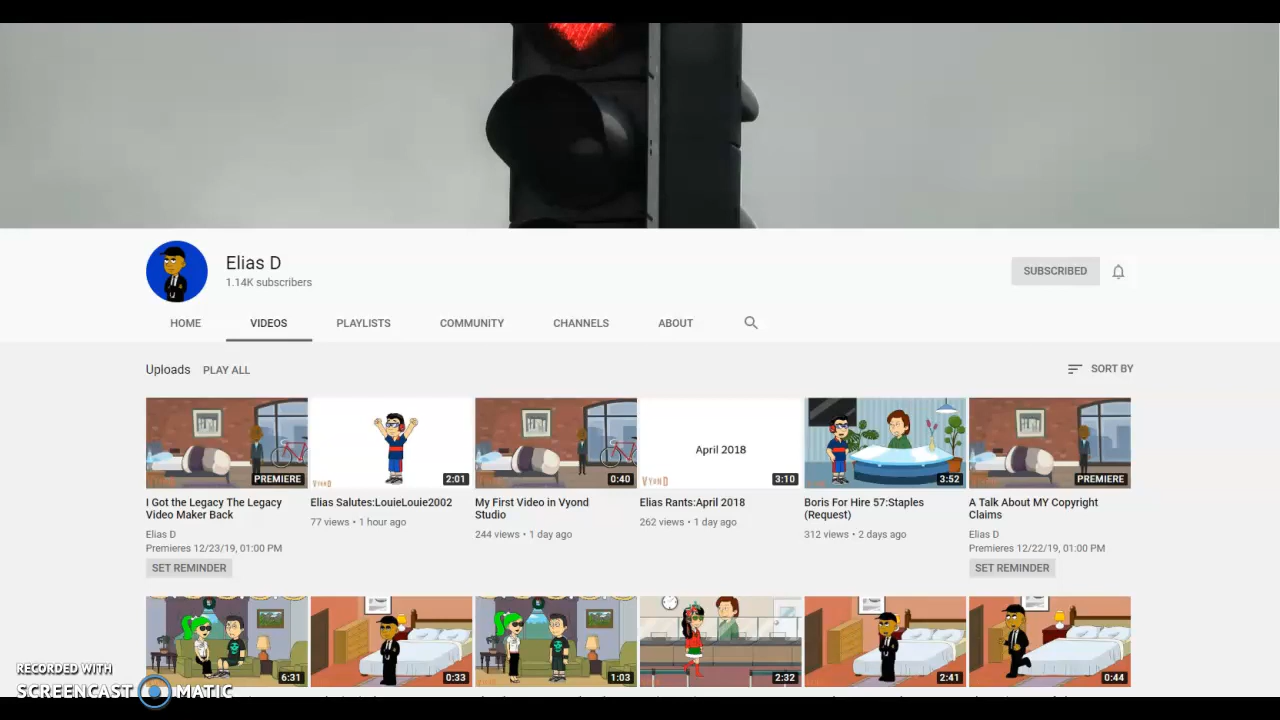 Elias D
1.14K subscribers
SUBSCRIBED
HOME VIDEOS PLAYLISTS COMMUNITY CHANNELS ABOUT
Uploads PLAY ALL SORT BY
PREMIERE
I Got the Legacy The Legacy
Video Maker Back
Elias D
Premieres 12/23/19, 01:00 PM
SET REMINDER
VYOND
2:01
Elias Salutes:LouieLouie2002
77 views • 1 hour ago
0:40
My First Video in Vyond
Studio
244 views • 1 day ago
April 2018
VYOND
3:10
Elias Rants:April 2018
262 views • 1 day ago
3:52
Boris For Hire 57:Staples
(Request)
312 views • 2 days ago
PREMIERE
A Talk About MY Copyright
Claims
Elias D
Premieres 12/22/19, 01:00 PM
SET REMINDER
6:31
0:33
1:03
2:32
2:41
0:44
RECORDED WITH
SCREENCAST MATIC